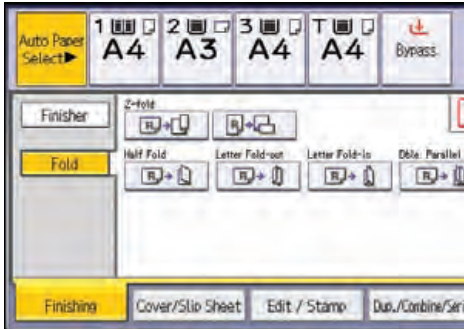 Auto Paper
Select▶
1 2 3 T
A4 A3 A4 A4 Bypass
Finisher
Fold
Z-fold
Half Fold Letter Fold-out Letter Fold-in Dble. Parallel
Finishing Cover/Slip Sheet Edit / Stamp Dup./Combine/Seri